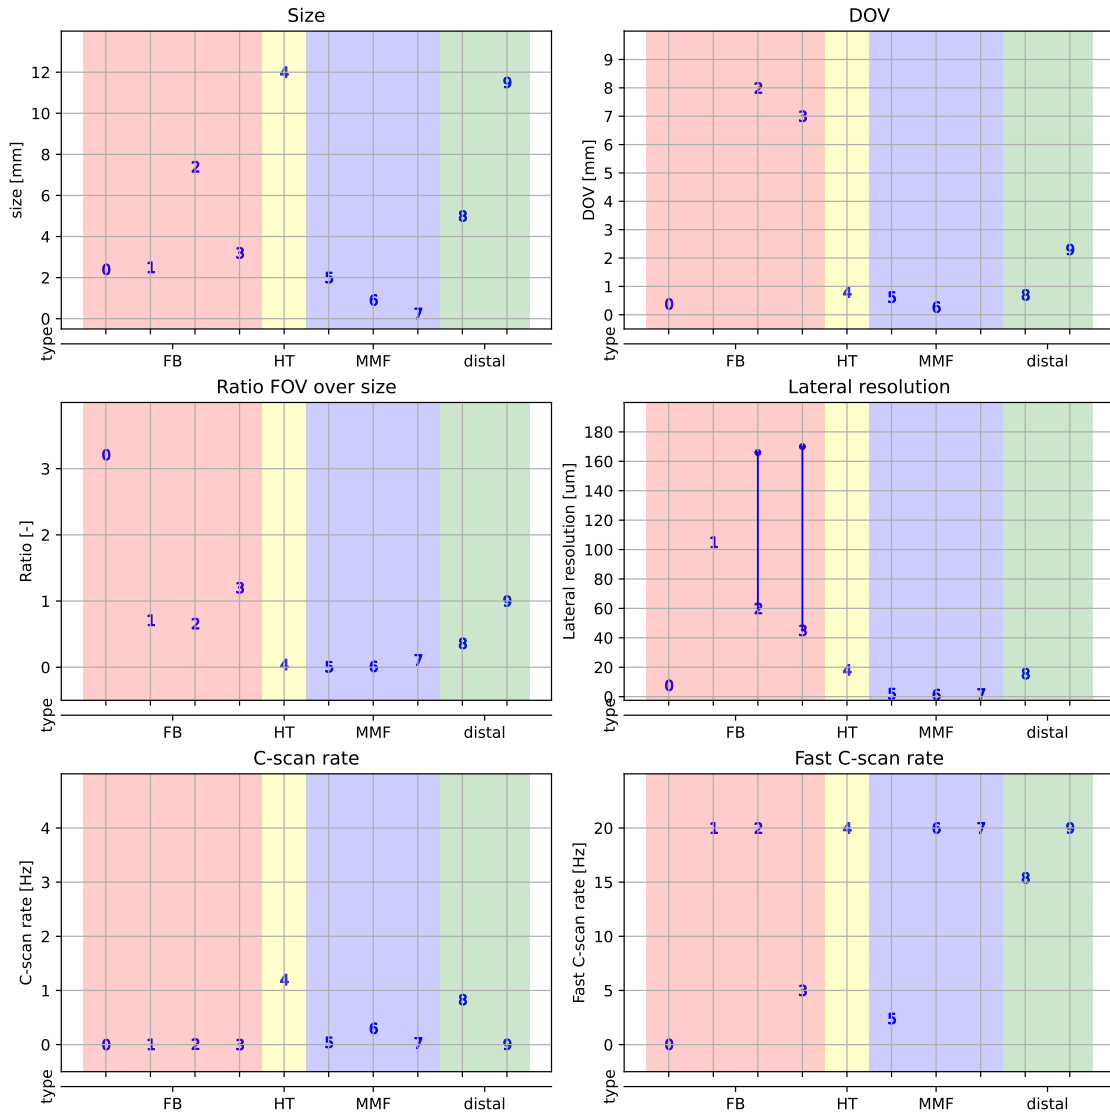 Size
DOV
size [mm]
12
10
8
6
4
2
0
0
1
2
3
4
5
6
7
8
9
type
FB
HT
MMF
distal
DOV [mm]
9
8
7
6
5
4
3
2
1
0
0
2
3
4
5
6
8
9
type
FB
HT
MMF
distal
Ratio FOV over size
Lateral resolution
Ratio [-]
3
2
1
0
0
1
2
3
4
5
6
7
8
9
type
FB
HT
MMF
distal
Lateral resolution [um]
180
160
140
120
100
80
60
40
20
0
0
1
2
3
4
5
6
7
8
type
FB
HT
MMF
distal
C-scan rate
Fast C-scan rate
C-scan rate [Hz]
4
3
2
1
0
0
1
2
3
4
5
6
7
8
9
type
FB
HT
MMF
distal
Fast C-scan rate [Hz]
20
15
10
5
0
0
1
2
3
4
5
6
7
8
9
type
FB
HT
MMF
distal